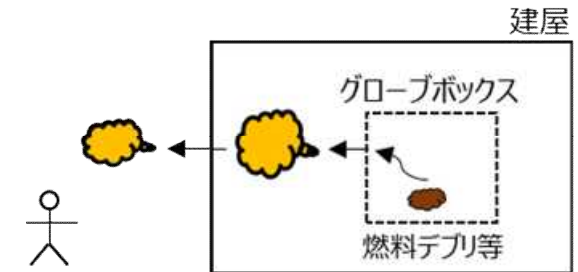 建屋
グローブボックス
燃料デブリ等